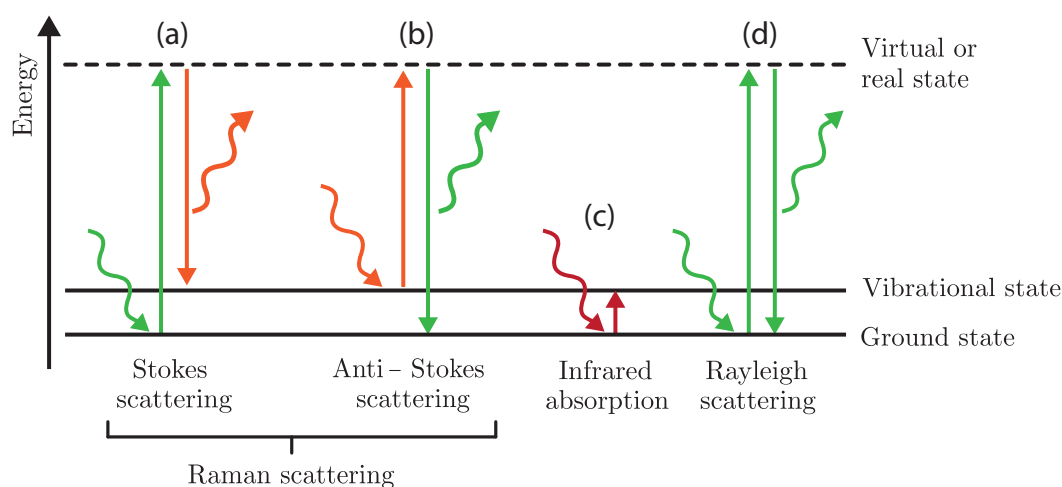 (a)
(b)
(d)
Virtual or
real state
Energy
(c)
Vibrational state
Ground state
Stokes
scattering
Anti – Stokes
scattering
Infrared
absorption
Rayleigh
scattering
Raman scattering